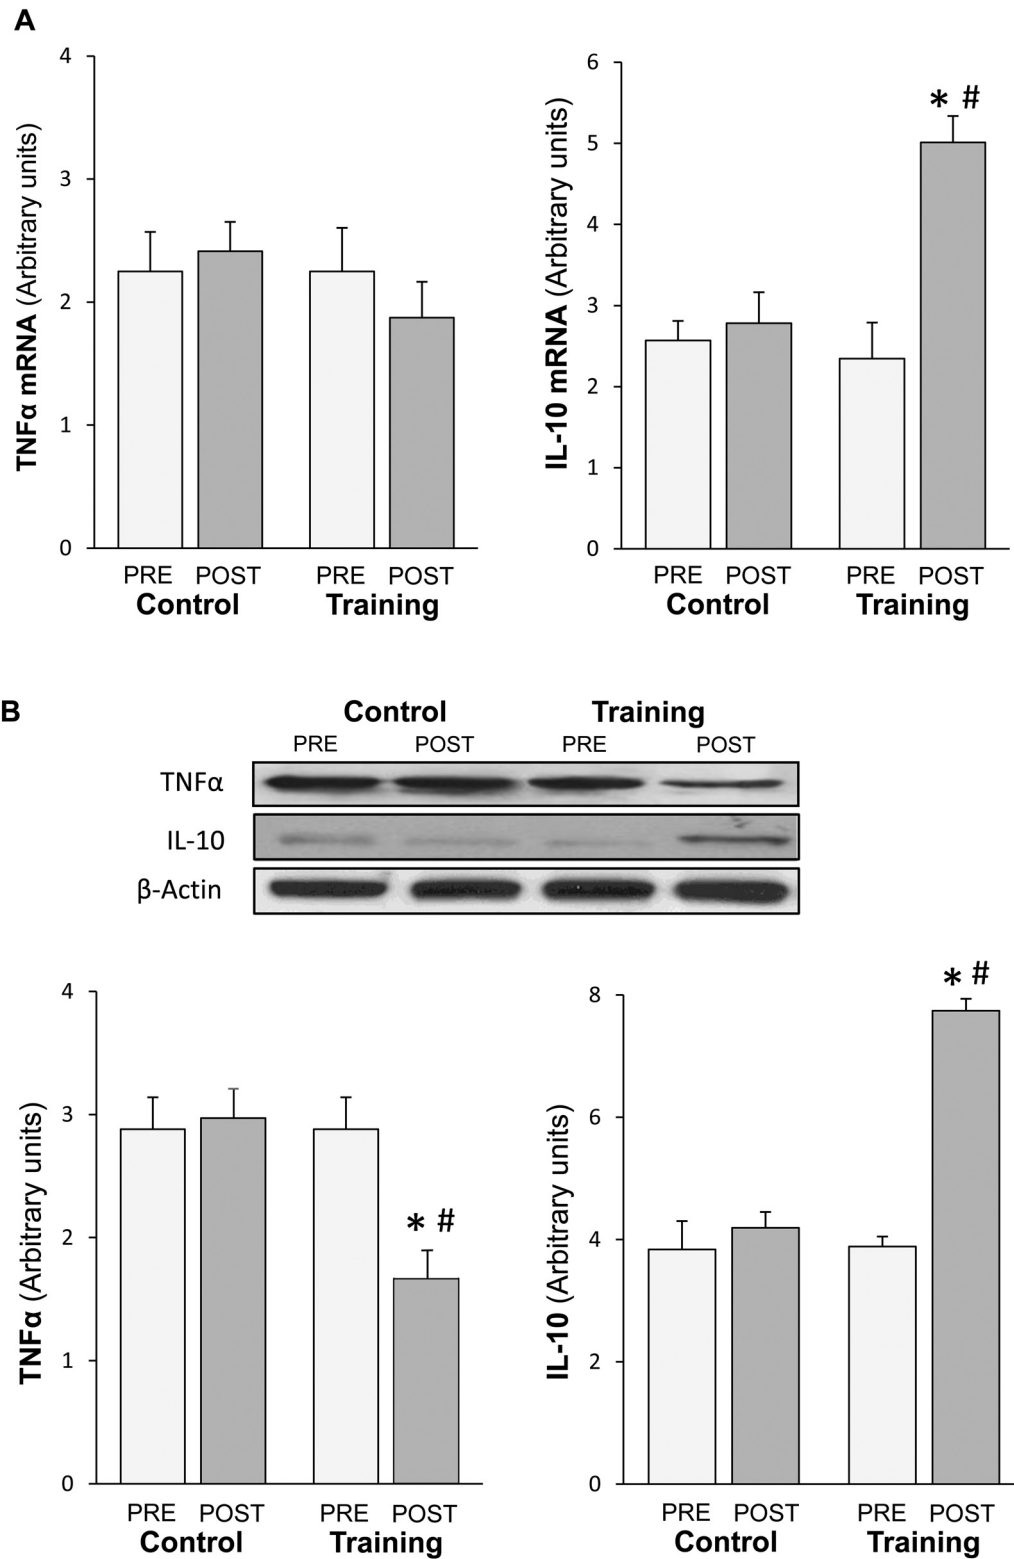 A
TNFα mRNA (Arbitrary units)
4
3
2
1
0
PRE POST PRE POST
Control Training
IL-10 mRNA (Arbitrary units)
6
5
4
3
2
1
0
* #
PRE POST PRE POST
Control Training
B
Control Training
PRE POST PRE POST
TNFα
IL-10
β-Actin
TNFα (Arbitrary units)
4
3
2
1
0
* #
PRE POST PRE POST
Control Training
IL-10 (Arbitrary units)
8
6
4
2
0
* #
PRE POST PRE POST
Control Training